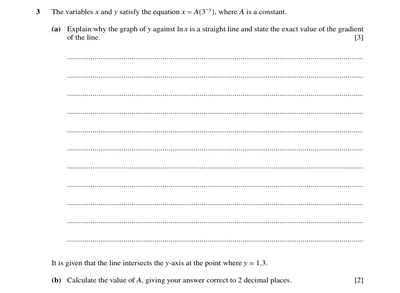 3 The variables x and y satisfy the equation x = A(3⁻ʸ), where A is a constant.
(a) Explain why the graph of y against ln x is a straight line and state the exact value of the gradient
of the line. [3]
It is given that the line intersects the y-axis at the point where y = 1.3.
(b) Calculate the value of A, giving your answer correct to 2 decimal places. [2]